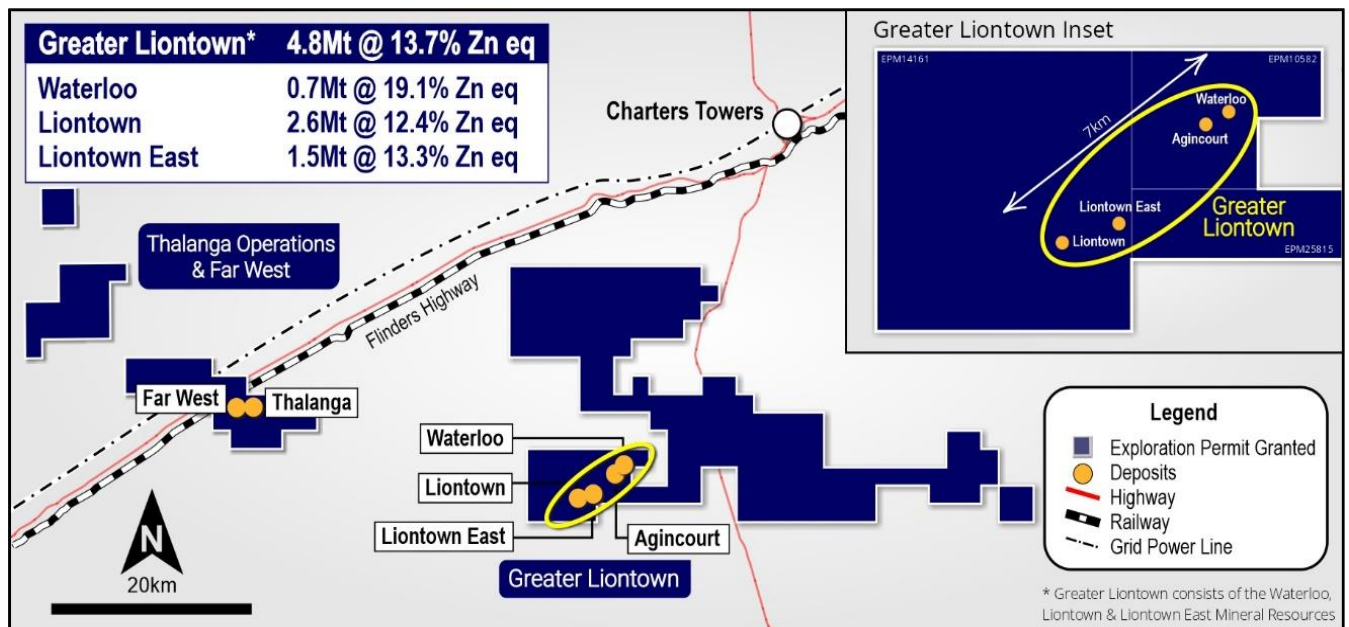 Greater Liontown* 4.8Mt @ 13.7% Zn eq
Waterloo 0.7Mt @ 19.1% Zn eq
Liontown 2.6Mt @ 12.4% Zn eq
Liontown East 1.5Mt @ 13.3% Zn eq
Thalanga Operations
& Far West
Charters Towers
Flinders Highway
Far West
Thalanga
Waterloo
Liontown
Liontown East
Agincourt
Greater Liontown
N
20km
Greater Liontown Inset
EPM14161
EPM10582
7km
Waterloo
Agincourt
Liontown East
Liontown
Greater
Liontown
EPM25815
Legend
Exploration Permit Granted
Deposits
Highway
Railway
Grid Power Line
* Greater Liontown consists of the Waterloo,
Liontown & Liontown East Mineral Resources